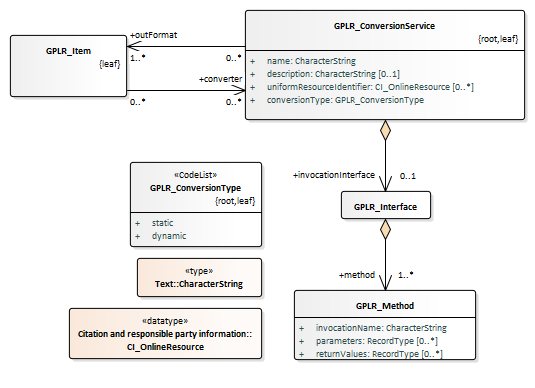 GPLR_Item
{leaf}
+outFormat
1..*
0..*
+converter
0..*
0..*
GPLR_ConversionService
{root,leaf}
+ name: CharacterString
+ description: CharacterString [0..1]
+ uniformResourceIdentifier: CI_OnlineResource [0..*]
+ conversionType: GPLR_ConversionType
+invocationInterface
0..1
«CodeList»
GPLR_ConversionType
{root,leaf}
+ static
+ dynamic
GPLR_Interface
«type»
Text::CharacterString
+method
1..*
«datatype»
Citation and responsible party information::
CI_OnlineResource
GPLR_Method
+ invocationName: CharacterString
+ parameters: RecordType [0..*]
+ returnValues: RecordType [0..*]